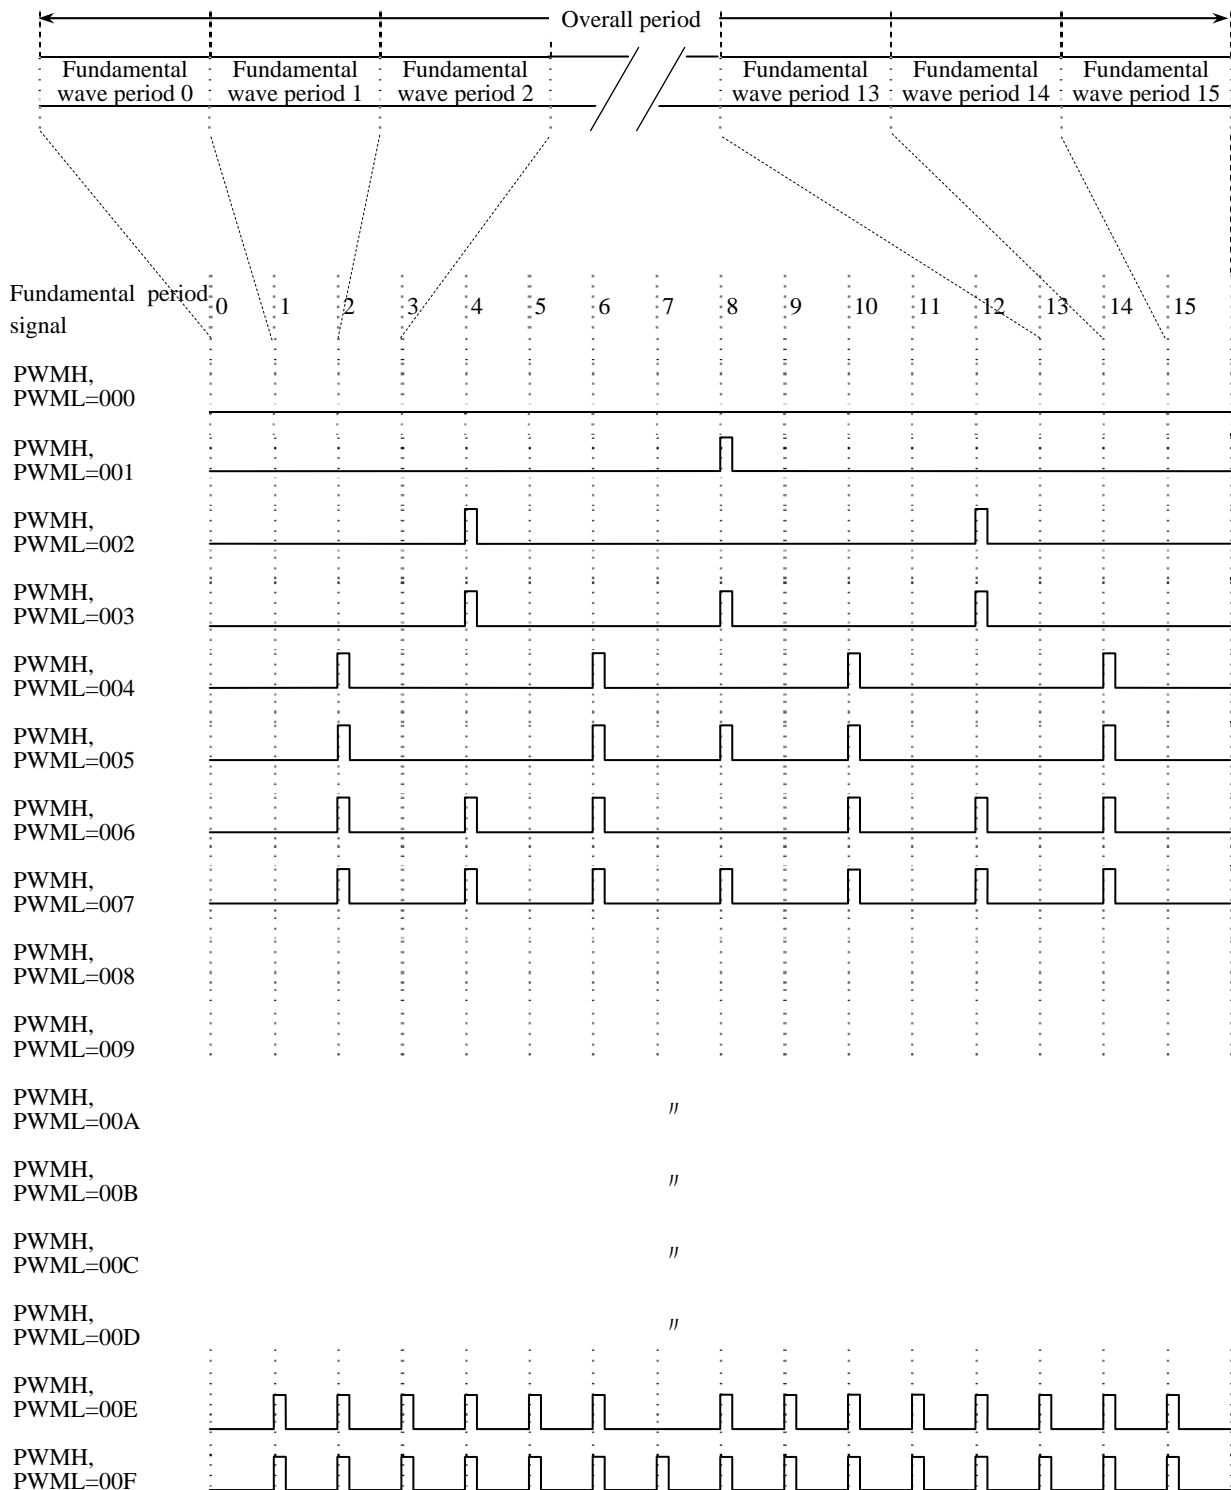 Overall period
Fundamental wave period 0
Fundamental wave period 1
Fundamental wave period 2
Fundamental wave period 13
Fundamental wave period 14
Fundamental wave period 15
Fundamental period signal
0 1 2 3 4 5 6 7 8 9 10 11 12 13 14 15
PWMH,
PWML=000
PWMH,
PWML=001
PWMH,
PWML=002
PWMH,
PWML=003
PWMH,
PWML=004
PWMH,
PWML=005
PWMH,
PWML=006
PWMH,
PWML=007
PWMH,
PWML=008
PWMH,
PWML=009
PWMH,
PWML=00A
〃
PWMH,
PWML=00B
〃
PWMH,
PWML=00C
〃
PWMH,
PWML=00D
〃
PWMH,
PWML=00E
PWMH,
PWML=00F